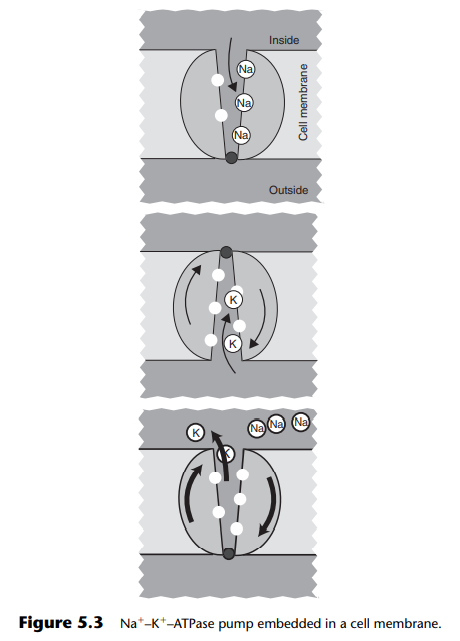 Inside
Na
Na
Na
Cell membrane
Outside
K
K
K
Na
Na
Na
K
Figure 5.3 Na⁺–K⁺–ATPase pump embedded in a cell membrane.